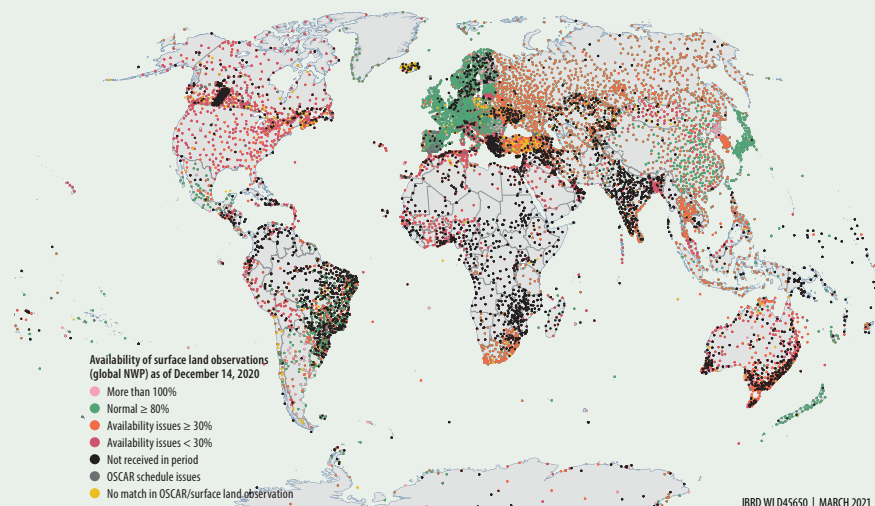 Availability of surface land observations
(global NWP) as of December 14, 2020
More than 100%
Normal ≥ 80%
Availability issues ≥ 30%
Availability issues < 30%
Not received in period
OSCAR schedule issues
No match in OSCAR/surface land observation
IBRD WLD45650 | MARCH 2021